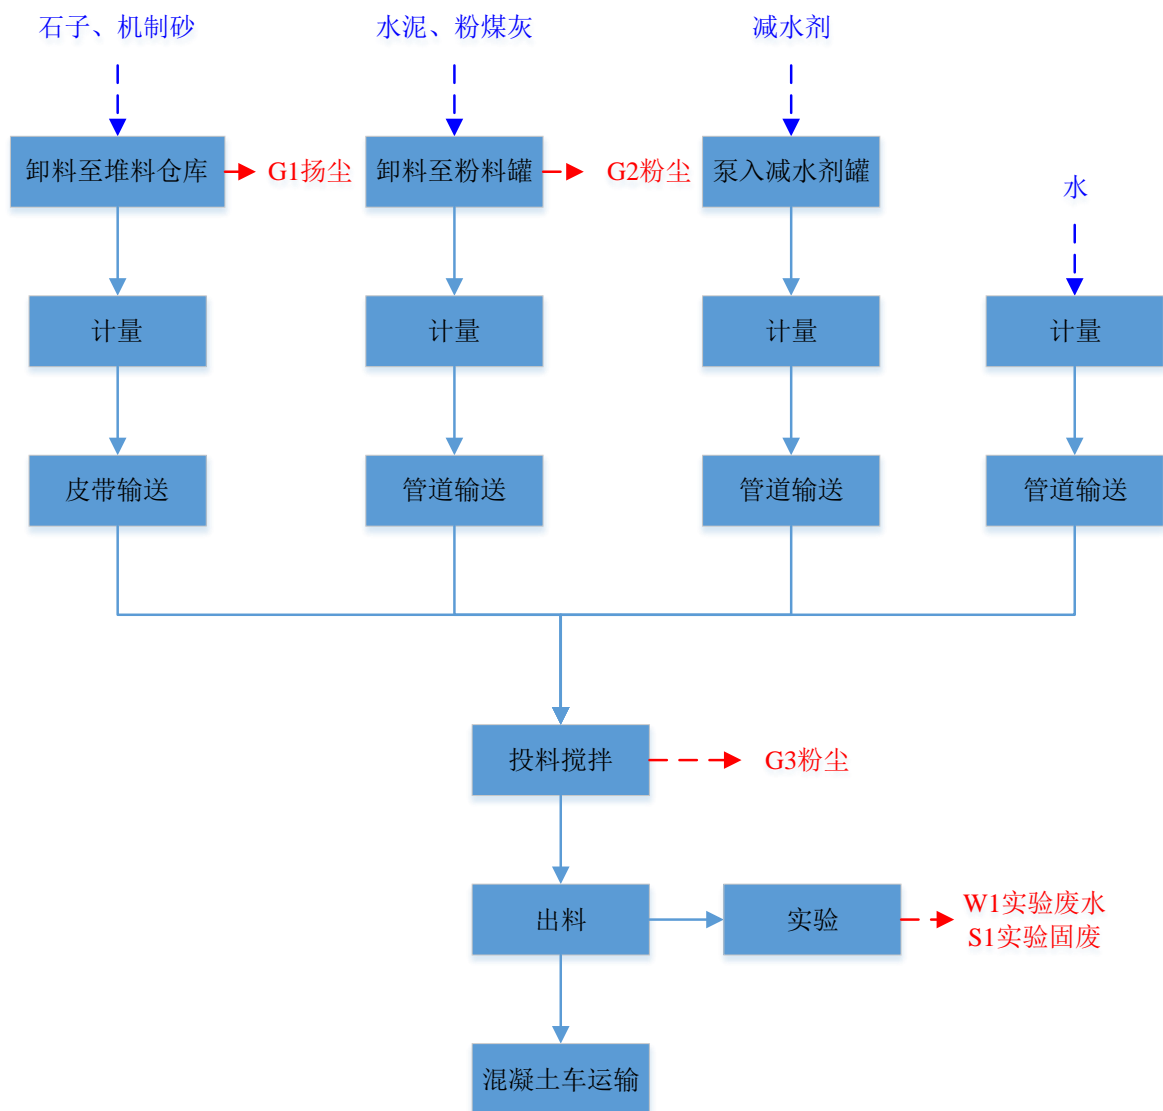 石子、机制砂
水泥、粉煤灰
减水剂
卸料至堆料仓库
G1扬尘
卸料至粉料罐
G2粉尘
泵入减水剂罐
水
计量
计量
计量
计量
皮带输送
管道输送
管道输送
管道输送
投料搅拌
G3粉尘
出料
实验
W1实验废水
S1实验固废
混凝土车运输